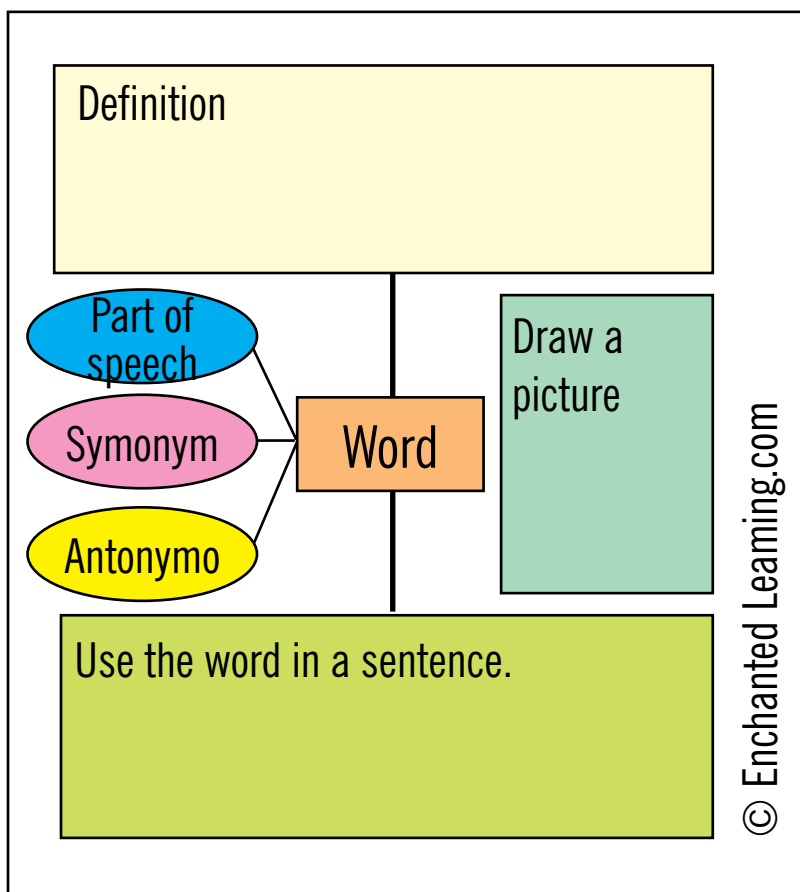 Definition
Part of
speech
Symonym
Antonymo
Word
Draw a
picture
Use the word in a sentence.
© Enchanted Leaming.com